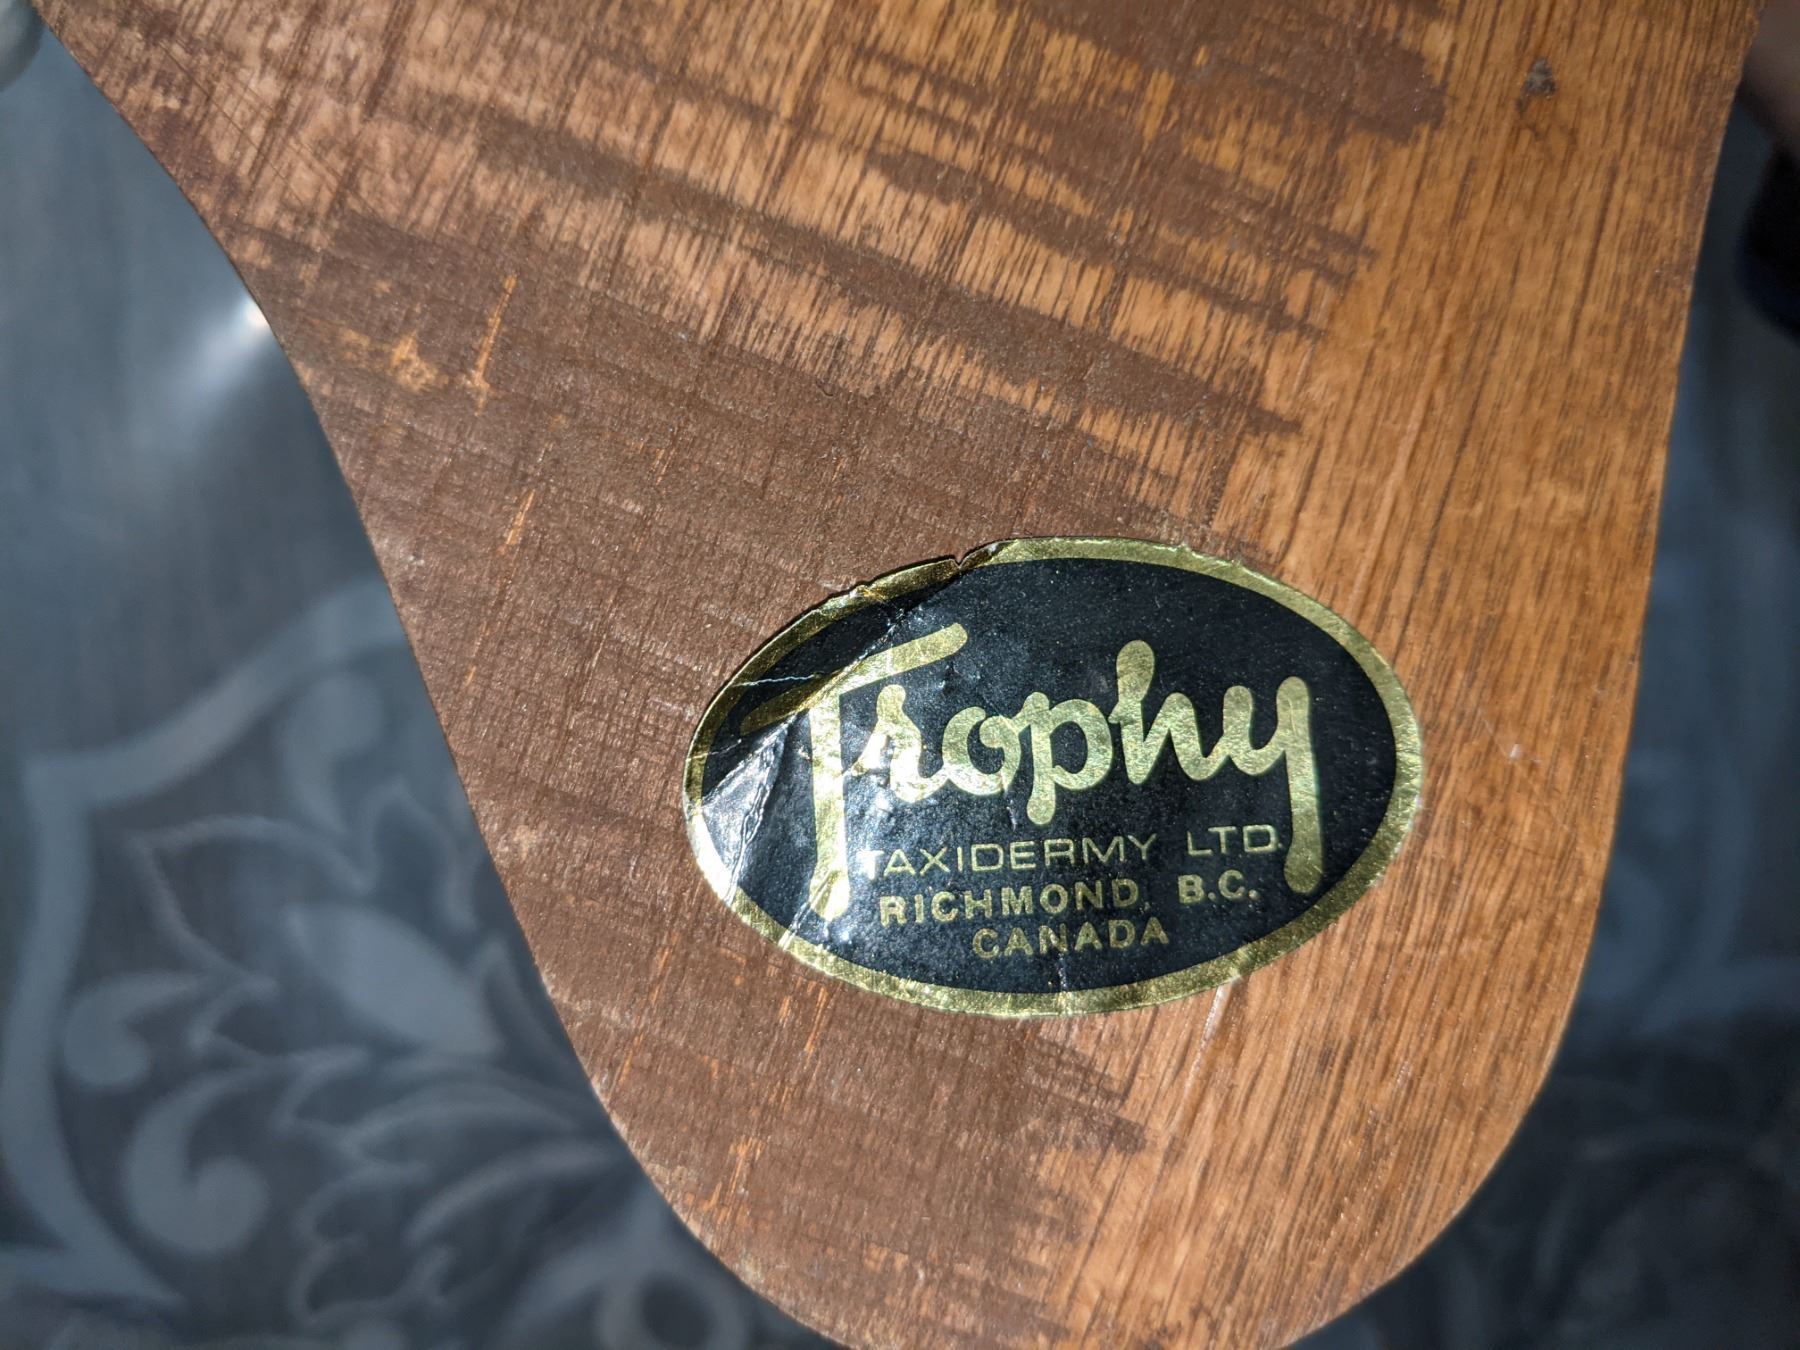 Trophy
TAXIDERMY LTD.
RICHMOND, B.C.
CANADA